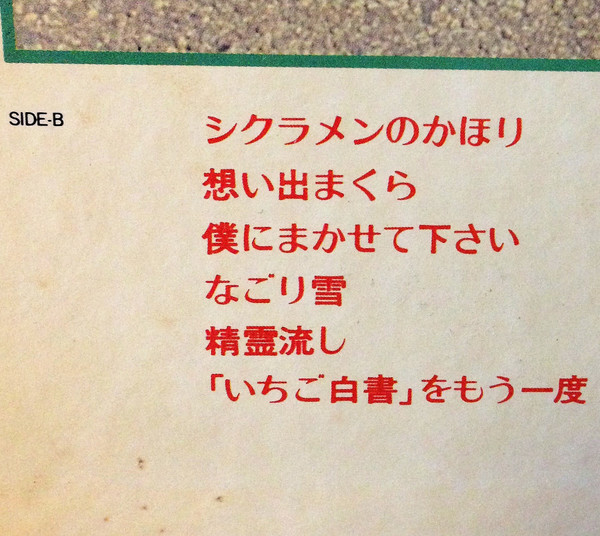 SIDE-B
シクラメンのかほり
想い出まくら
僕にまかせて下さい
なごり雪
精霊流し
「いちご白書」をもう一度